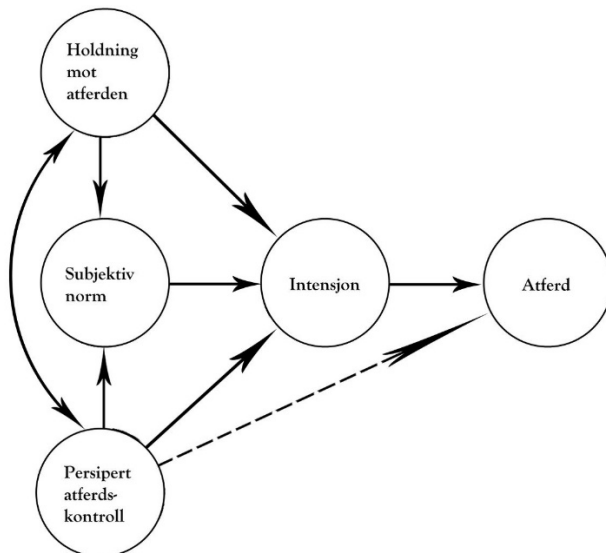 Holdning
mot
atferden
Subjektiv
norm
Intensjon
Atferd
Persipert
atferds-
kontroll